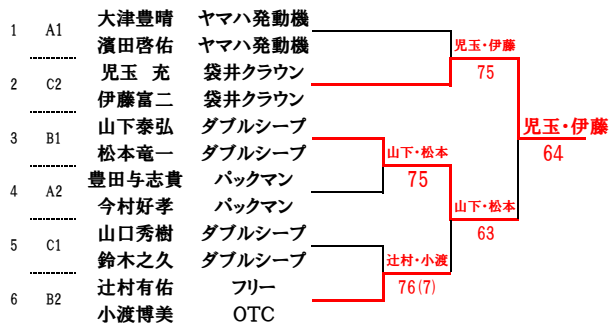 大津豊晴 ヤマハ発動機
1 A1
濱田啓佑 ヤマハ発動機
児玉・伊藤
児玉 充 袋井クラウン
75
2 C2
伊藤富二 袋井クラウン
山下泰弘 ダブルシープ
児玉・伊藤
3 B1
64
松本竜一 ダブルシープ
山下・松本
豊田与志貴 パックマン
75
4 A2
今村好孝 パックマン
山下・松本
山口秀樹 ダブルシープ
63
5 C1
鈴木之久 ダブルシープ
辻村・小渡
辻村有佑 フリー
76(7)
6 B2
小渡博美 OTC